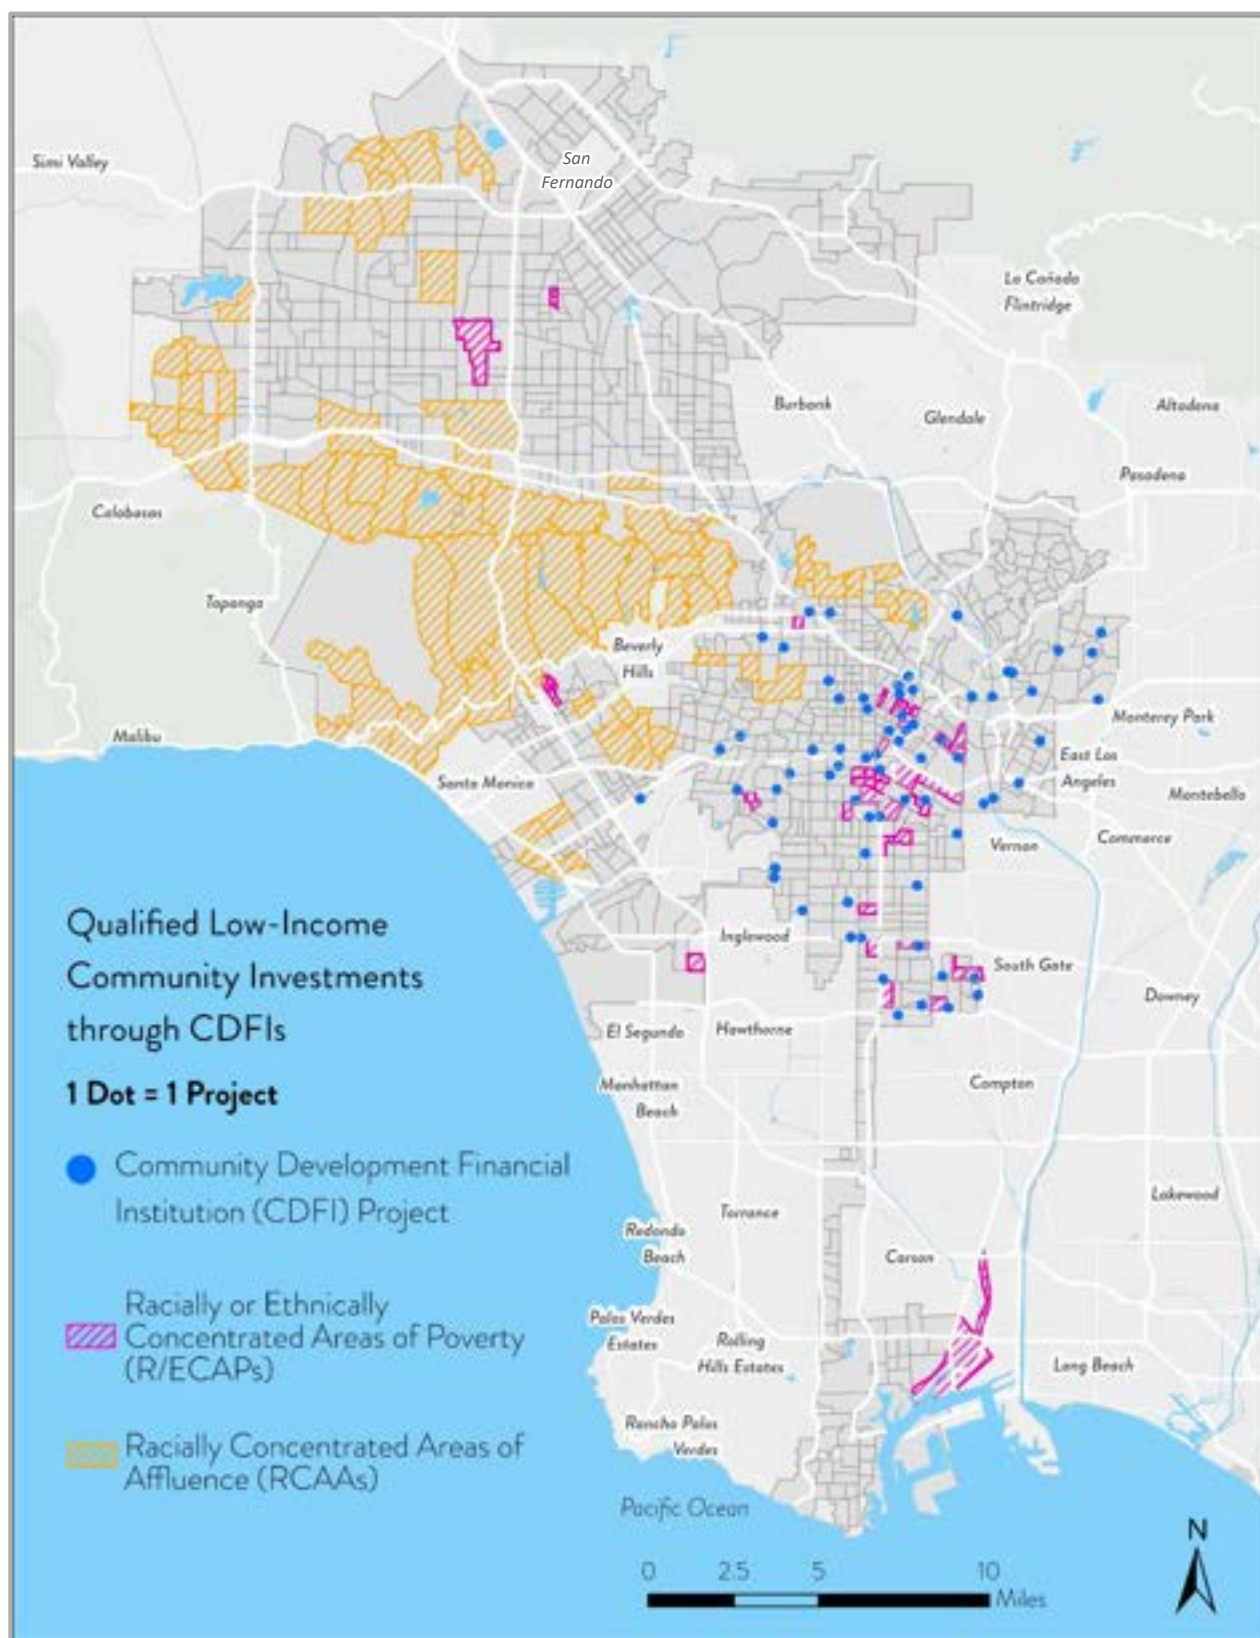 Simi Valley
San
Fernando
La Cañada
Flintridge
Burbank
Glendale
Altadena
Pasadena
Calabasas
Topanga
Beverly
Hills
Malibu
Monterey Park
East Los
Angeles
Santa Monica
Montebello
Vernon
Commerce
Qualified Low-Income
Community Investments
through CDFIs
1 Dot = 1 Project
Community Development Financial
Institution (CDFI) Project
Racially or Ethnically
Concentrated Areas of Poverty
(R/ECAPs)
Racially Concentrated Areas of
Affluence (RCAAs)
Inglewood
South Gate
Downey
El Segundo
Hawthorne
Manhattan
Beach
Compton
Lakewood
Torrance
Redondo
Beach
Carson
Palos Verdes
Estates
Rolling
Hills Estates
Long Beach
Rancho Palos
Verdes
Pacific Ocean
N
0 2.5 5 10
Miles